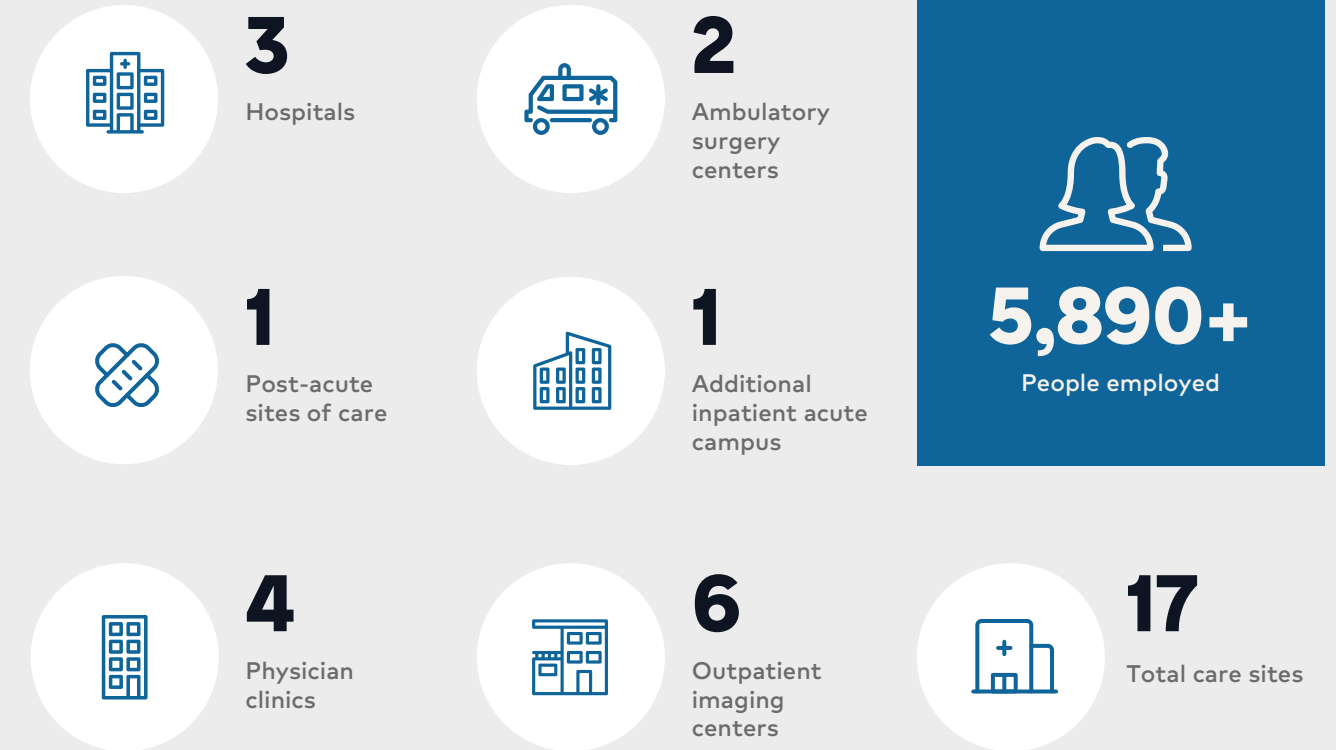 3
Hospitals
2
Ambulatory
surgery
centers
1
Post-acute
sites of care
1
Additional
inpatient acute
campus
5,890+
People employed
4
Physician
clinics
6
Outpatient
imaging
centers
17
Total care sites